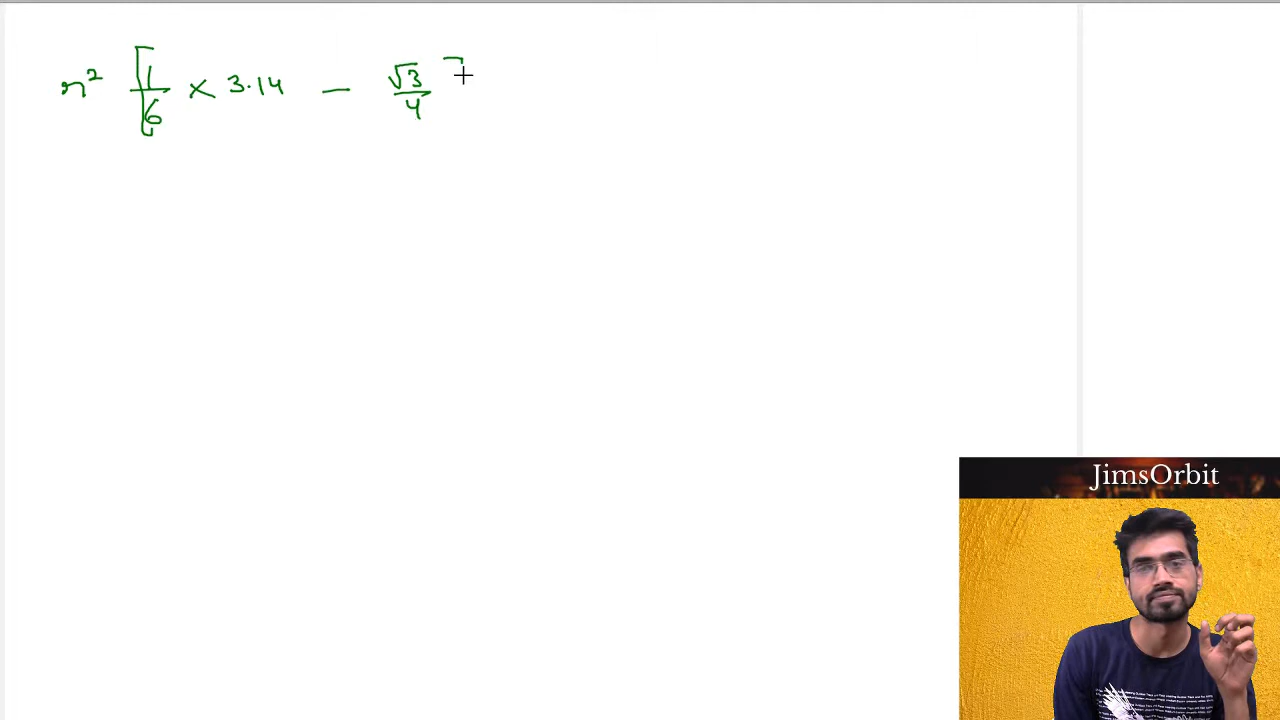 r² [1/6 × 3.14 - √3/4]
JimsOrbit